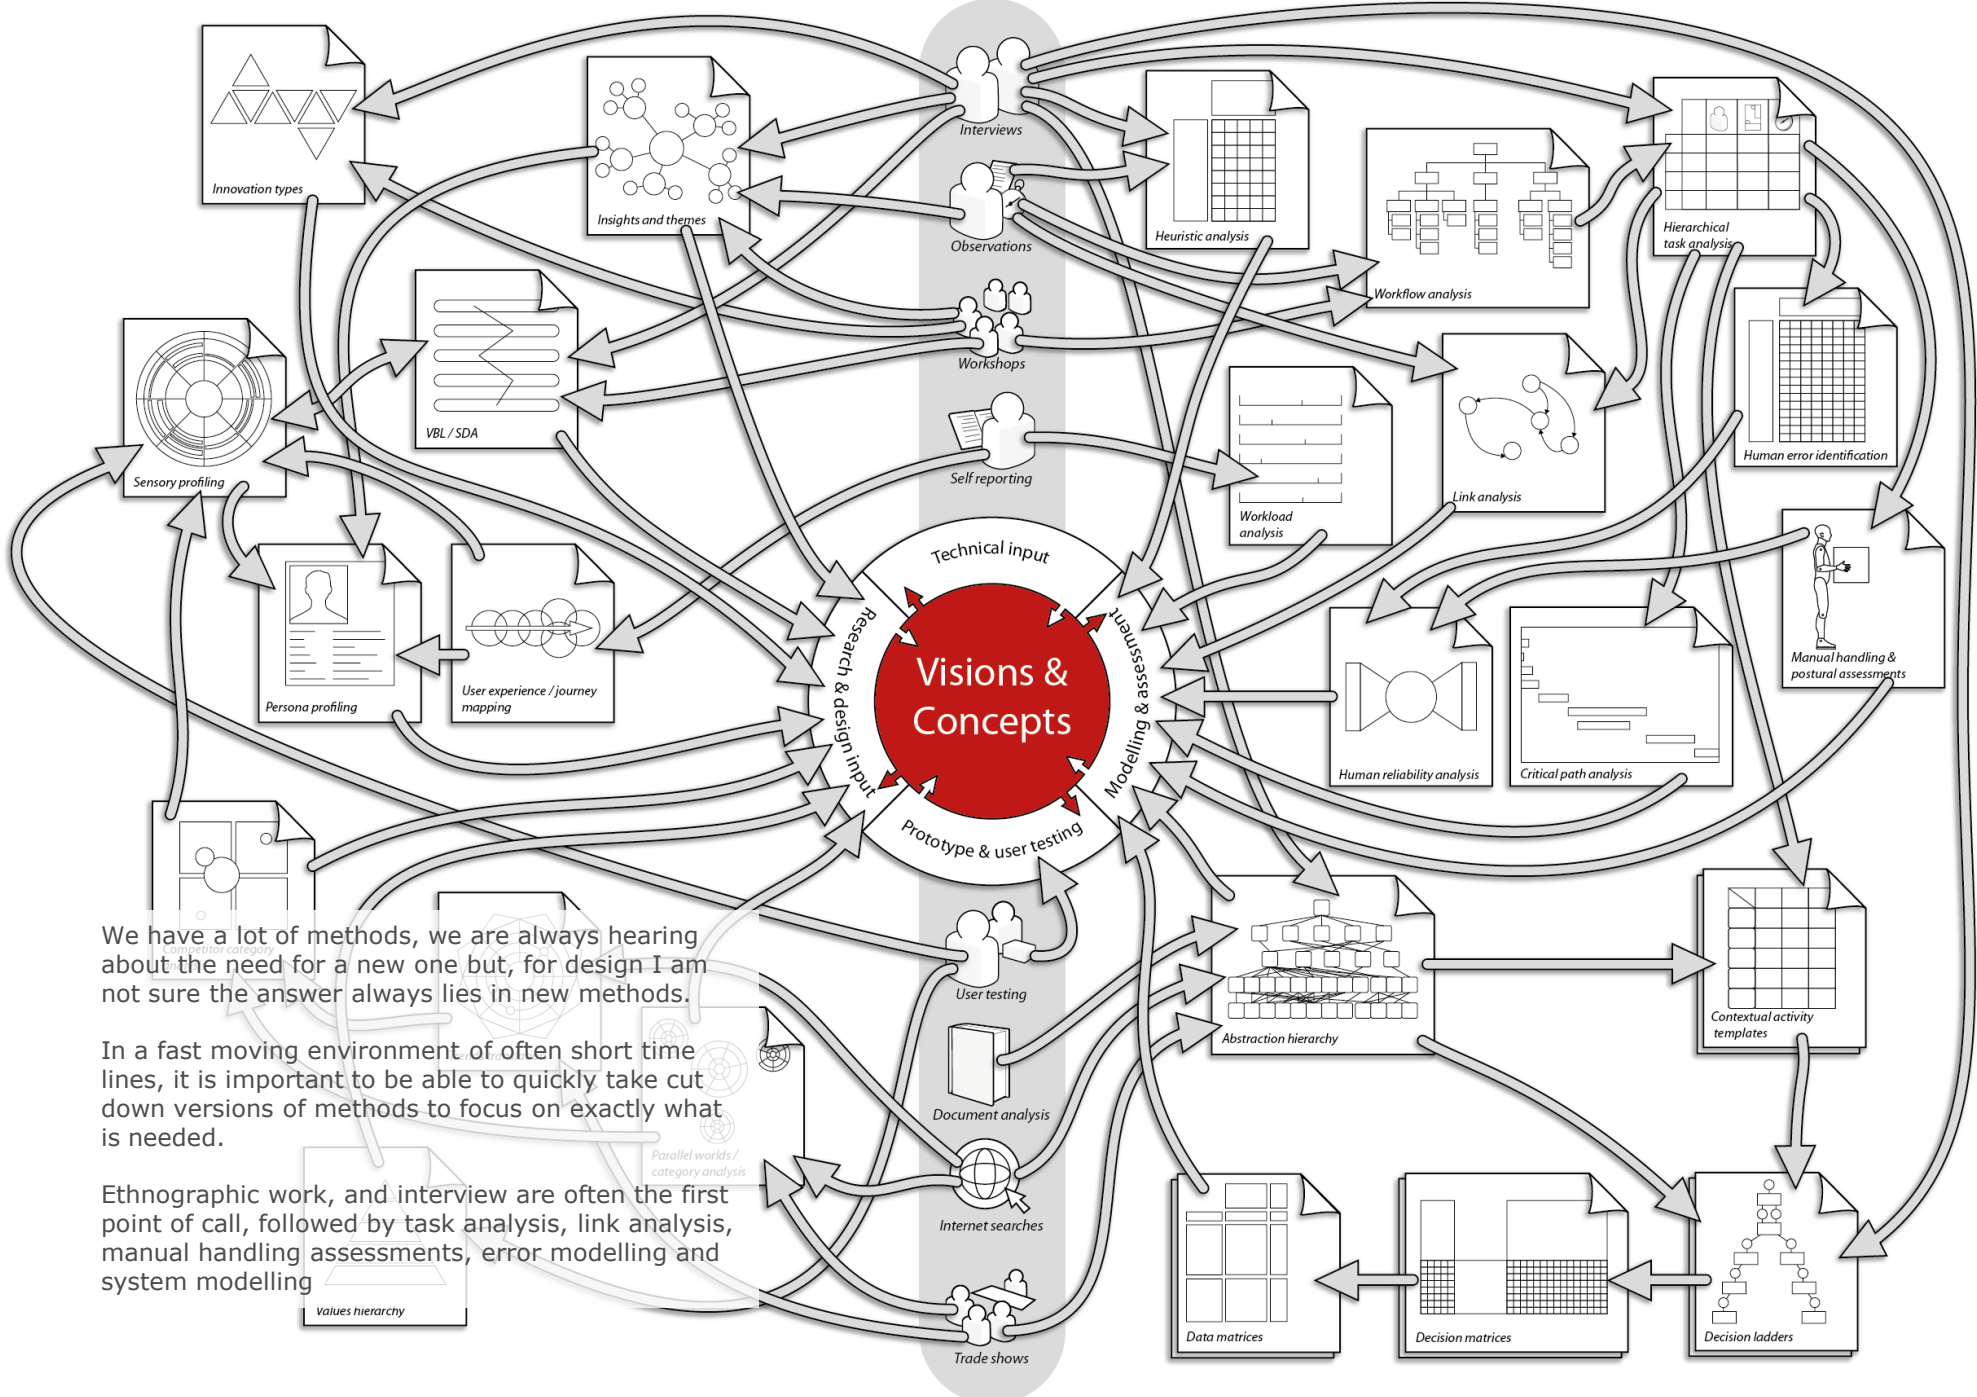 Interviews
Innovation types
Insights and themes
Observations
Heuristic analysis
Workflow analysis
Hierarchical
task analysis
Workshops
VBL / SDA
Sensory profiling
Self reporting
Workload
analysis
Link analysis
Human error identification
Technical input
Research & design input
Modelling & assessment
Prototype & user testing
Visions &
Concepts
Persona profiling
User experience / journey
mapping
Human reliability analysis
Critical path analysis
Manual handling &
postural assessments
Competitor category
We have a lot of methods, we are always hearing
about the need for a new one but, for design I am
not sure the answer always lies in new methods.
In a fast moving environment of often short time
lines, it is important to be able to quickly take cut
down versions of methods to focus on exactly what
is needed.
Ethnographic work, and interview are often the first
point of call, followed by task analysis, link analysis,
manual handling assessments, error modelling and
system modelling
Parallel worlds /
category analysis
Values hierarchy
User testing
Document analysis
Internet searches
Trade shows
Abstraction hierarchy
Contextual activity
templates
Data matrices
Decision matrices
Decision ladders